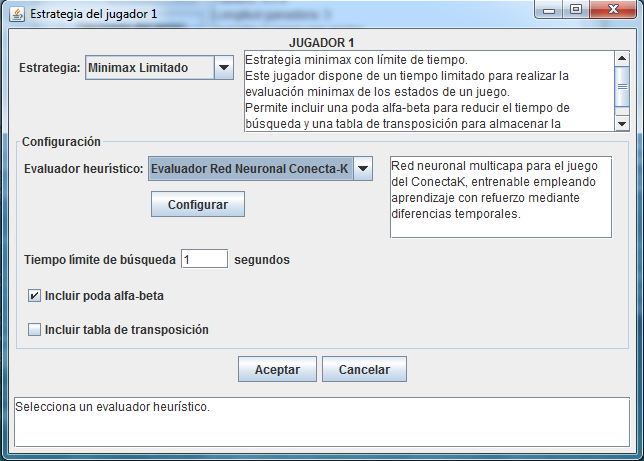 Estrategia del jugador 1
JUGADOR 1
Estrategia:
Minimax Limitado
Estrategia minimax con límite de tiempo.
Este jugador dispone de un tiempo limitado para realizar la
evaluación minimax de los estados de un juego.
Permite incluir una poda alfa-beta para reducir el tiempo de
búsqueda y una tabla de transposición para almacenar la
Configuración
Evaluador heurístico:
Evaluador Red Neuronal Conecta-K
Red neuronal multicapa para el juego
del ConectaK, entrenable empleando
aprendizaje con refuerzo mediante
diferencias temporales.
Configurar
Tiempo límite de búsqueda 1 segundos
Incluir poda alfa-beta
Incluir tabla de transposición
Aceptar
Cancelar
Selecciona un evaluador heurístico.